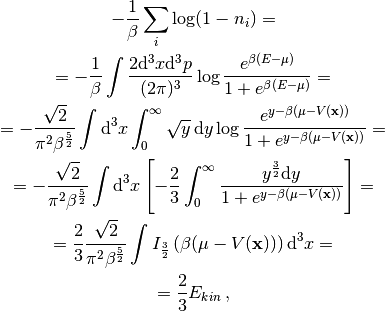 $-\frac{1}{\beta}\sum_i \log(1-n_i) =$
$= -\frac{1}{\beta}\int \frac{2\mathrm{d}^3x\mathrm{d}^3p}{(2\pi)^3} \log \frac{e^{\beta(E-\mu)}}{1+e^{\beta(E-\mu)}} =$
$= -\frac{\sqrt{2}}{\pi^2\beta^{\frac{5}{2}}}\int \mathrm{d}^3x \int_0^\infty \sqrt{y}\,\mathrm{d}y \log \frac{e^{y-\beta(\mu-V(\mathbf{x}))}}{1+e^{y-\beta(\mu-V(\mathbf{x}))}} =$
$= -\frac{\sqrt{2}}{\pi^2\beta^{\frac{5}{2}}}\int \mathrm{d}^3x \left[-\frac{2}{3}\int_0^\infty \frac{y^{\frac{3}{2}}\mathrm{d}y}{1+e^{y-\beta(\mu-V(\mathbf{x}))}}\right] =$
$= \frac{2}{3}\frac{\sqrt{2}}{\pi^2\beta^{\frac{5}{2}}}\int I_{\frac{3}{2}}\left(\beta(\mu-V(\mathbf{x}))\right)\mathrm{d}^3x =$
$= \frac{2}{3}E_{kin}\,,$